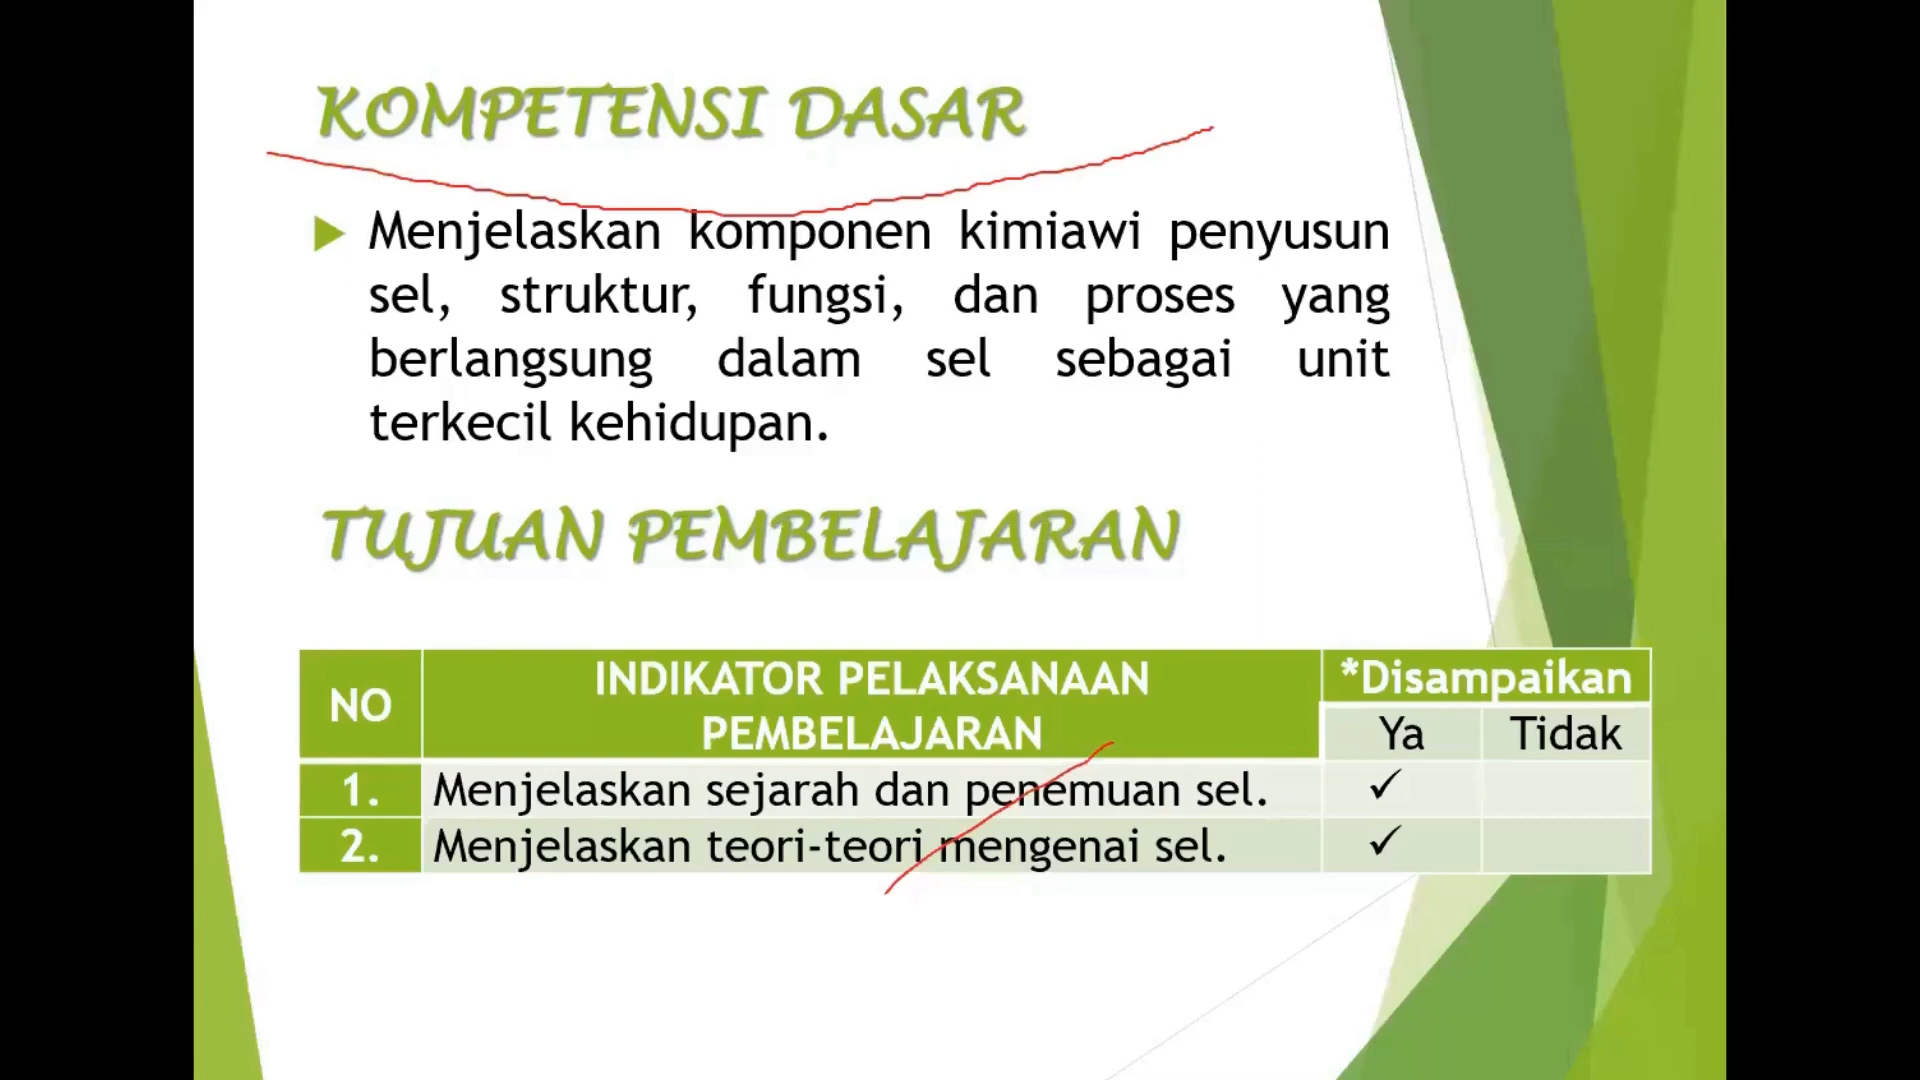 KOMPETENSI DASAR
Menjelaskan komponen kimiawi penyusun
sel, struktur, fungsi, dan proses yang
berlangsung dalam sel sebagai unit
terkecil kehidupan.
TUJUAN PEMBELAJARAN
NO
INDIKATOR PELAKSANAAN
PEMBELAJARAN
*Disampaikan
Ya Tidak
1. Menjelaskan sejarah dan penemuan sel. ✓
2. Menjelaskan teori-teori mengenai sel. ✓